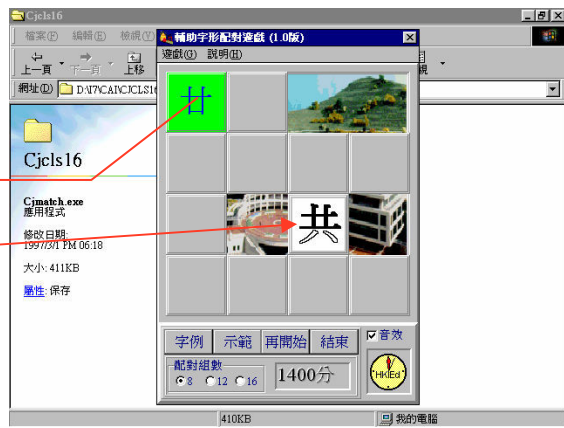 Cjcls16
檔案(F) 編輯(E) 檢視(V)
上一頁 下一頁 上移
網址(D) D:\I7\CAI\CJCLS16
Cjcls16
Cjmatch.exe
應用程式
修改日期:
1997/3/1 PM 06:18
大小: 411KB
屬性: 保存
輔助字形配對遊戲 (1.0版)
遊戲(G) 說明(H)
廿
共
字例 示範 再開始 結束 音效
配對組數
8 12 16
1400分
HKIEd
410KB 我的電腦